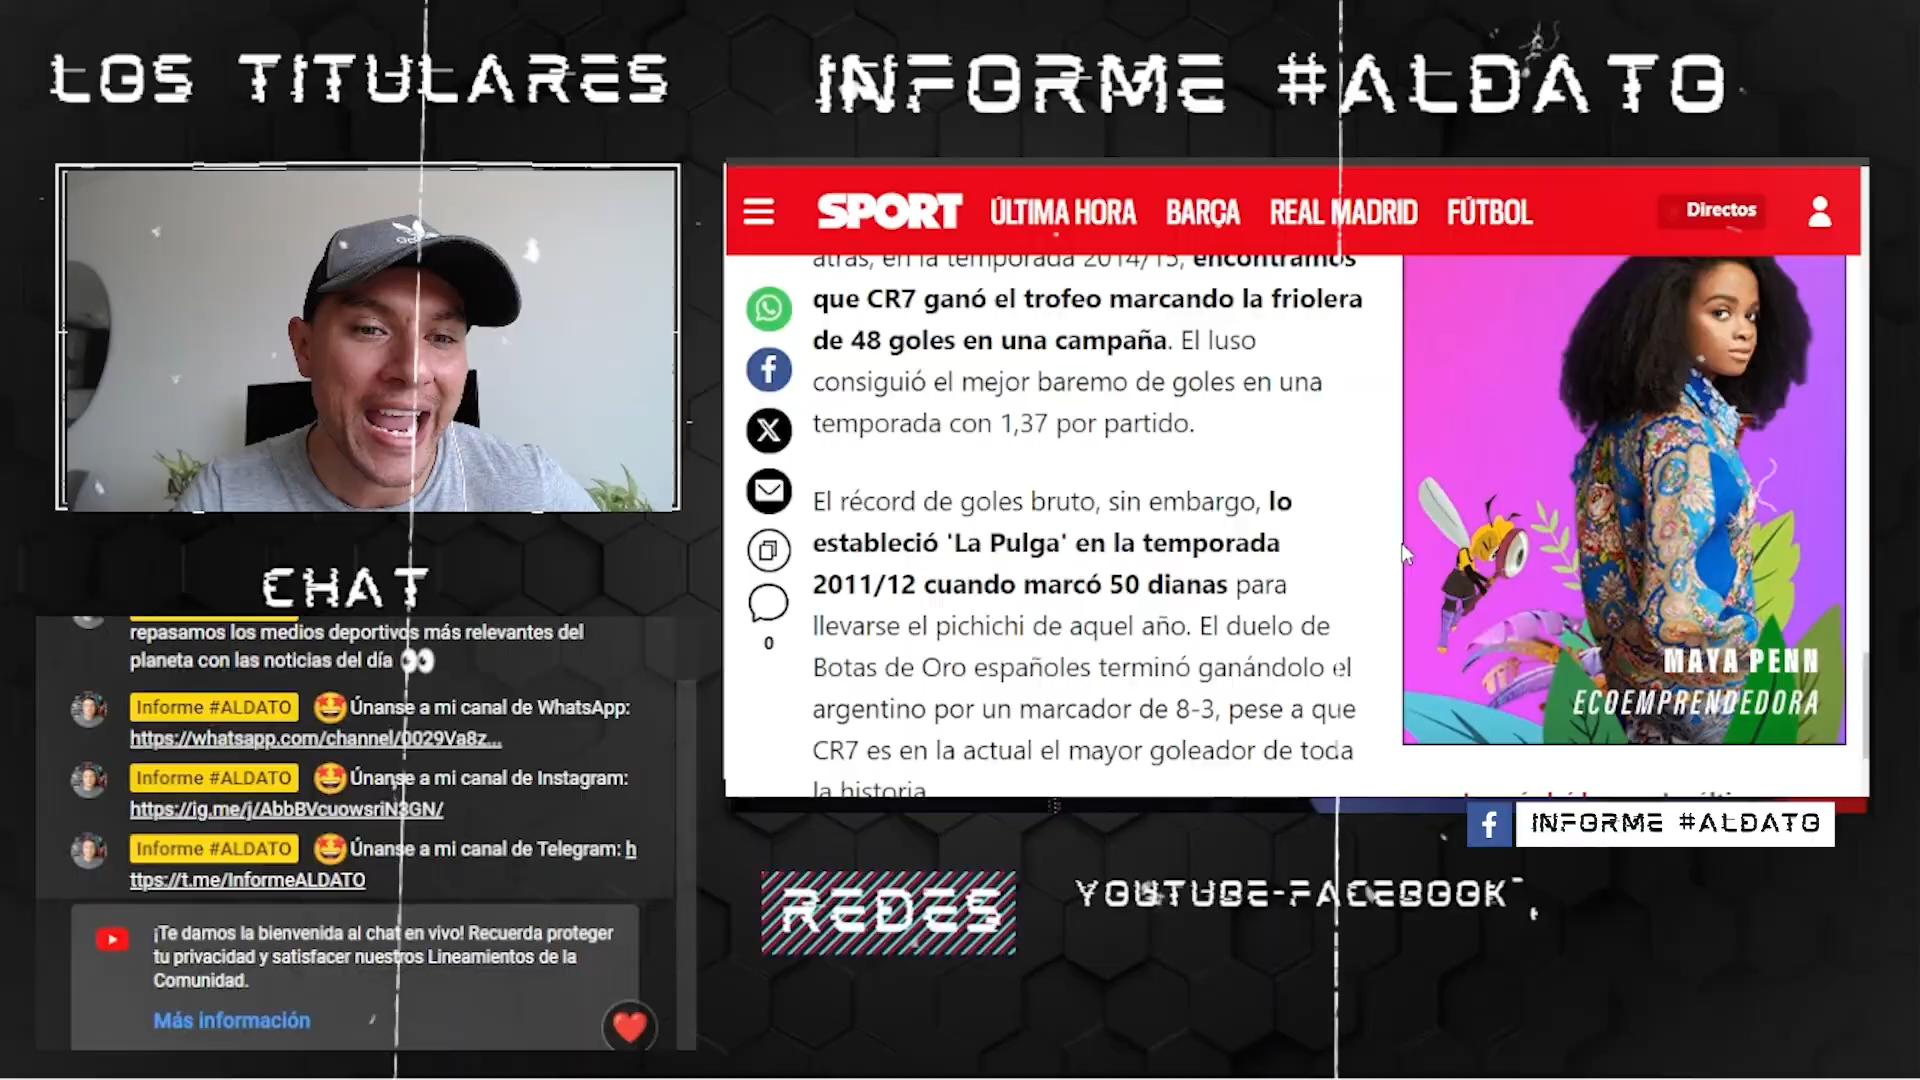 LOS TITULARES
INFORME #ALDATO
SPORT ÚLTIMA HORA BARÇA REAL MADRID FÚTBOL Directos
atrás, en la temporada 2014/15, encontramos
que CR7 ganó el trofeo marcando la friolera
de 48 goles en una campaña. El luso
consiguió el mejor baremo de goles en una
temporada con 1,37 por partido.
El récord de goles bruto, sin embargo, lo
estableció 'La Pulga' en la temporada
2011/12 cuando marcó 50 dianas para
llevarse el pichichi de aquel año. El duelo de
Botas de Oro españoles terminó ganándolo el
argentino por un marcador de 8-3, pese a que
CR7 es en la actual el mayor goleador de toda
la historia
0
MAYA PENN
ECOEMPRENDEDORA
CHAT
repasamos los medios deportivos más relevantes del
planeta con las noticias del día 👀
Informe #ALDATO 🤩Únanse a mi canal de WhatsApp:
https://whatsapp.com/channel/0029Va8z...
Informe #ALDATO 🤩Únanse a mi canal de Instagram:
https://ig.me/j/AbbBVcuowsriN3GN/
Informe #ALDATO 🤩Únanse a mi canal de Telegram: h
ttps://t.me/InformeALDATO
¡Te damos la bienvenida al chat en vivo! Recuerda proteger
tu privacidad y satisfacer nuestros Lineamientos de la
Comunidad.
Más información
INFORME #ALDATO
REDES
YOUTUBE-FACEBOOK